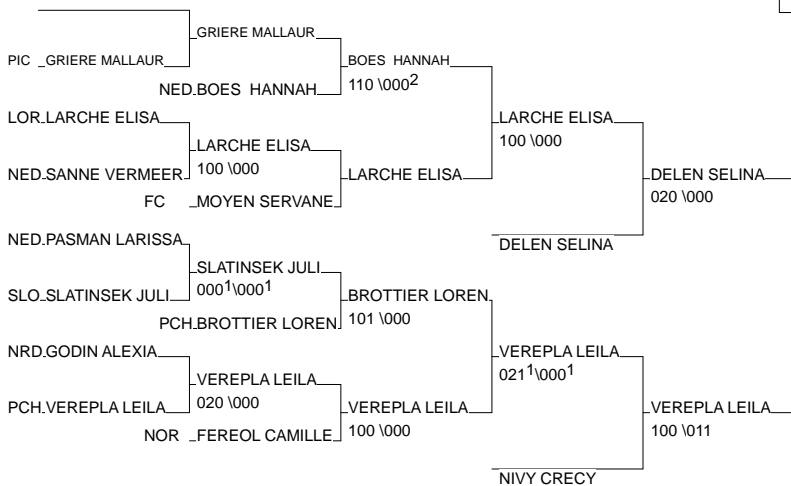 GRIERE MALLAUR
PIC GRIERE MALLAUR
BOES HANNAH
NED BOES HANNAH
110 \000²
LOR LARCHE ELISA
LARCHE ELISA
100 \000
LARCHE ELISA
100 \000
NED SANNE VERMEER
LARCHE ELISA
DELEN SELINA
020 \000
FC MOYEN SERVANE
NED PASMAN LARISSA
DELEN SELINA
SLATINSEK JULI
000¹\000¹
SLO SLATINSEK JULI
BROTTIER LOREN
101 \000
PCH BROTTIER LOREN
NRD GODIN ALEXIA
VEREPLA LEILA
021¹\000¹
VEREPLA LEILA
020 \000
PCH VEREPLA LEILA
VEREPLA LEILA
100 \000
VEREPLA LEILA
100 \011
NOR FEREOL CAMILLE
NIVY CRECY